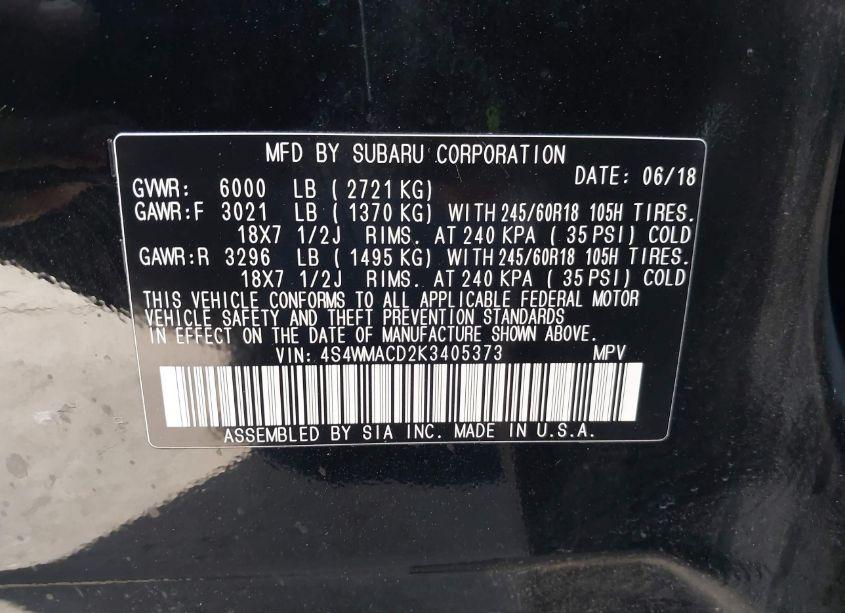 MFD BY SUBARU CORPORATION
DATE: 06/18
GVWR: 6000 LB ( 2721 KG)
GAWR:F 3021 LB ( 1370 KG) WITH 245/60R18 105H TIRES.
18X7 1/2J RIMS. AT 240 KPA ( 35 PSI) COLD
GAWR:R 3296 LB ( 1495 KG) WITH 245/60R18 105H TIRES.
18X7 1/2J RIMS. AT 240 KPA ( 35 PSI) COLD
THIS VEHICLE CONFORMS TO ALL APPLICABLE FEDERAL MOTOR
VEHICLE SAFETY AND THEFT PREVENTION STANDARDS
IN EFFECT ON THE DATE OF MANUFACTURE SHOWN ABOVE.
VIN: 4S4WMACD2K3405373 MPV
ASSEMBLED BY SIA INC. MADE IN U.S.A.